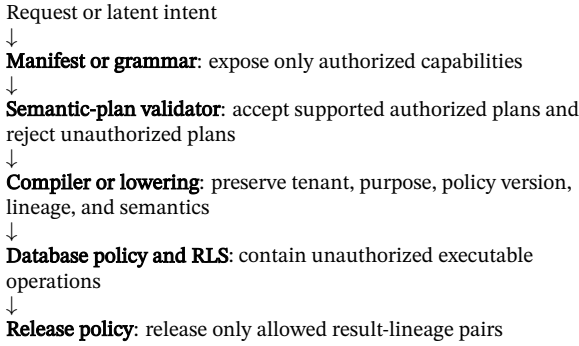 Request or latent intent
↓
Manifest or grammar: expose only authorized capabilities
↓
Semantic-plan validator: accept supported authorized plans and
reject unauthorized plans
↓
Compiler or lowering: preserve tenant, purpose, policy version,
lineage, and semantics
↓
Database policy and RLS: contain unauthorized executable
operations
↓
Release policy: release only allowed result-lineage pairs